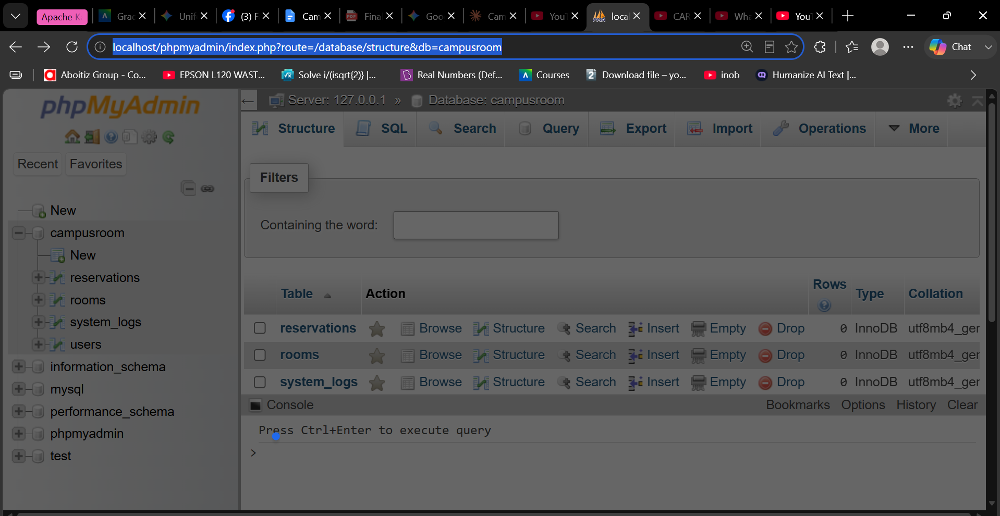 Apache K
Gra
Unif
(3) F
Cam
Fina
Goo
Cam
You
loca
CAR
Wha
You
localhost/phpmyadmin/index.php?route=/database/structure&db=campusroom
Chat
Aboitiz Group - Co...
EPSON L120 WAST...
Solve i/(isqrt{2)} |...
Real Numbers (Def...
Courses
Download file – yo...
inob
Humanize AI Text |...
phpMyAdmin
Recent Favorites
New
campusroom
New
reservations
rooms
system_logs
users
information_schema
mysql
performance_schema
phpmyadmin
test
Server: 127.0.0.1 » Database: campusroom
Structure SQL Search Query Export Import Operations More
Filters
Containing the word:
Table Action Rows Type Collation
reservations Browse Structure Search Insert Empty Drop 0 InnoDB utf8mb4_ger
rooms Browse Structure Search Insert Empty Drop 0 InnoDB utf8mb4_ger
system_logs Browse Structure Search Insert Empty Drop 0 InnoDB utf8mb4_ger
Console Bookmarks Options History Clear
Press Ctrl+Enter to execute query
>